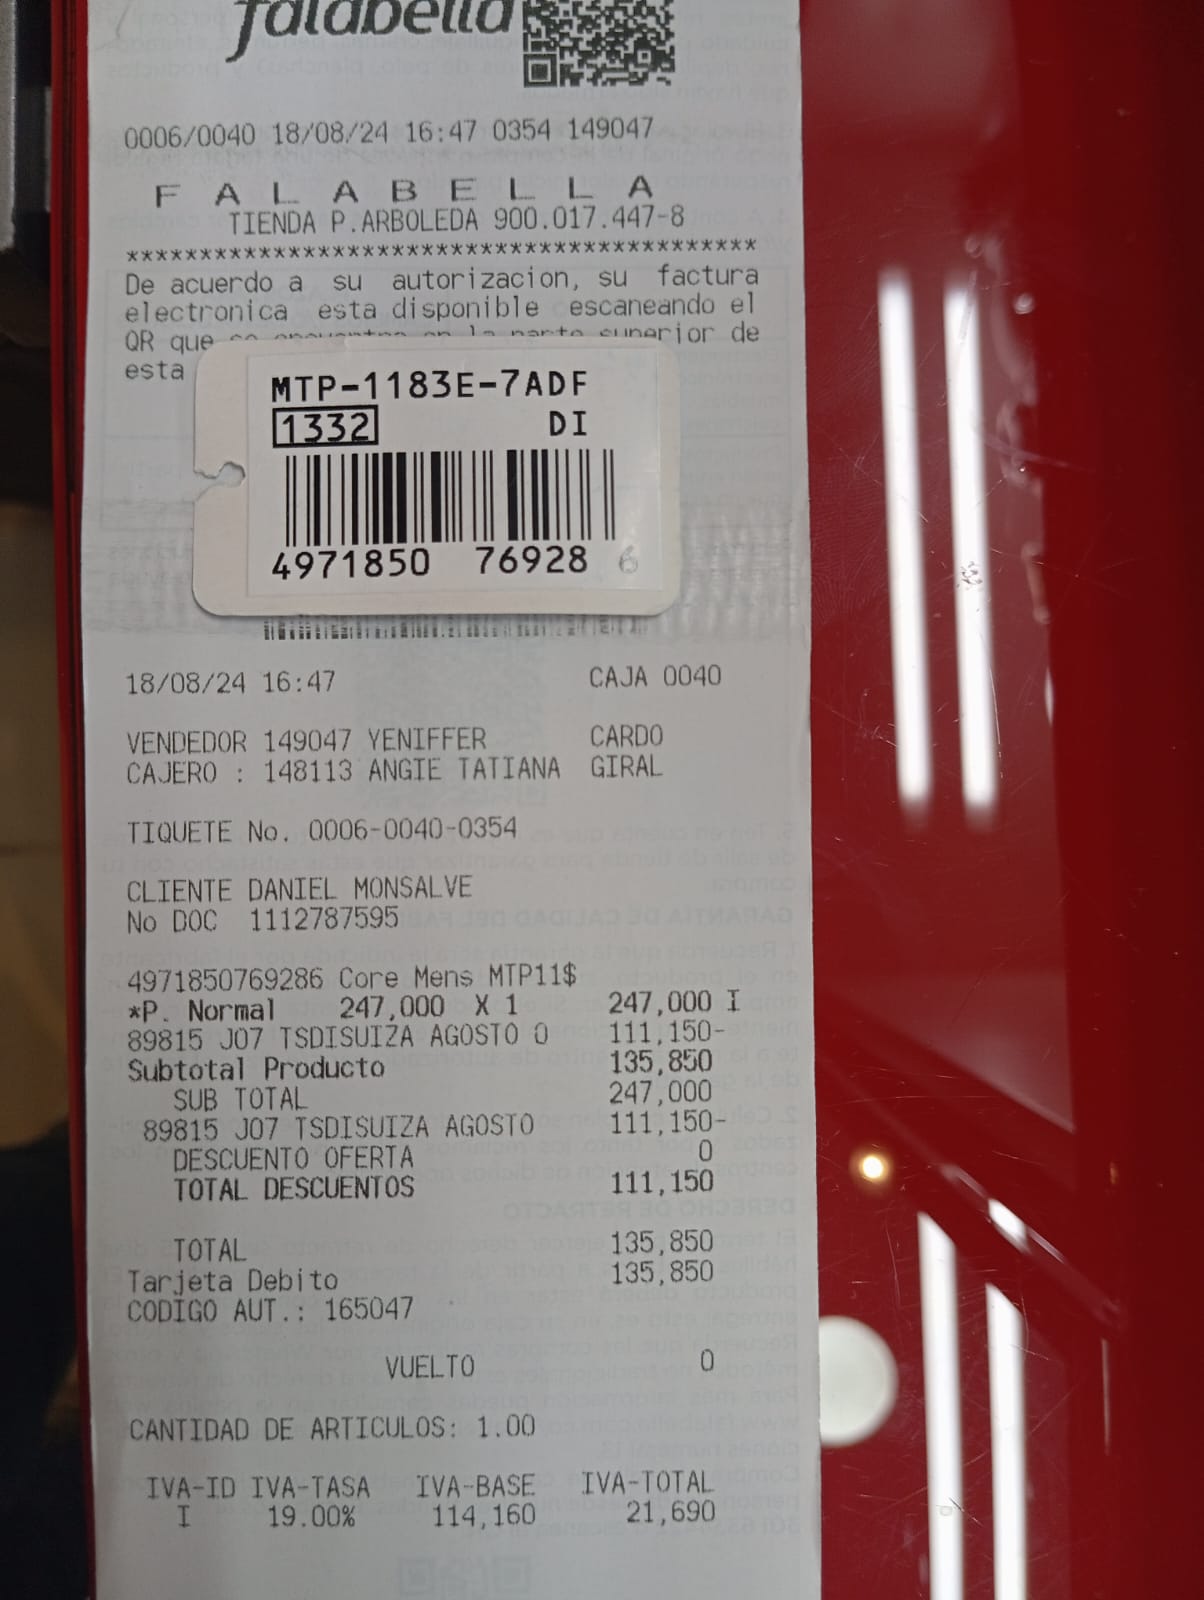 falabella
0006/0040 18/08/24 16:47 0354 149047
F A L A B E L L A
TIENDA P.ARBOLEDA 900.017.447-8
*******************************************
De acuerdo a su autorizacion, su factura
electronica esta disponible escaneando el
QR que se encuentra en la parte superior de
esta
MTP-1183E-7ADF
1332 DI
4971850 76928 6
18/08/24 16:47 CAJA 0040
VENDEDOR 149047 YENIFFER CARDO
CAJERO : 148113 ANGIE TATIANA GIRAL
TIQUETE No. 0006-0040-0354
CLIENTE DANIEL MONSALVE
No DOC 1112787595
4971850769286 Core Mens MTP11$
*P. Normal 247,000 X 1 247,000 I
89815 J07 TSDISUIZA AGOSTO 0 111,150-
Subtotal Producto 135,850
SUB TOTAL 247,000
89815 J07 TSDISUIZA AGOSTO 111,150-
DESCUENTO OFERTA 0
TOTAL DESCUENTOS 111,150
TOTAL 135,850
Tarjeta Debito 135,850
CODIGO AUT.: 165047
VUELTO 0
CANTIDAD DE ARTICULOS: 1.00
IVA-ID IVA-TASA IVA-BASE IVA-TOTAL
I 19.00% 114,160 21,690